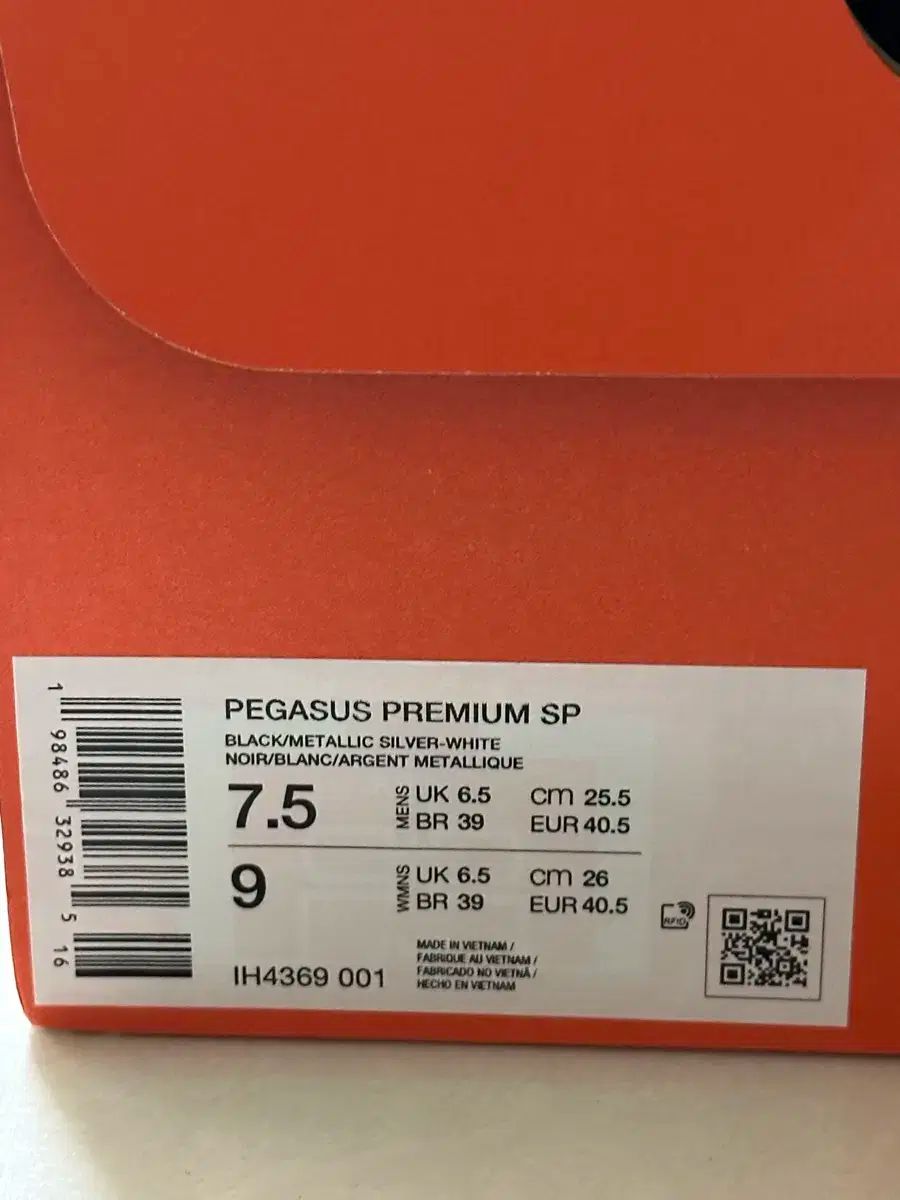 PEGASUS PREMIUM SP
BLACK/METALLIC SILVER-WHITE
NOIR/BLANC/ARGENT METALLIQUE
7.5 MENS UK 6.5 cm 25.5
BR 39 EUR 40.5
9 WMNS UK 6.5 cm 26
BR 39 EUR 40.5
IH4369 001
MADE IN VIETNAM /
FABRIQUE AU VIETNAM /
FABRICADO NO VIETNÃ /
HECHO EN VIETNAM
RFID
1 98486 32938 5 16